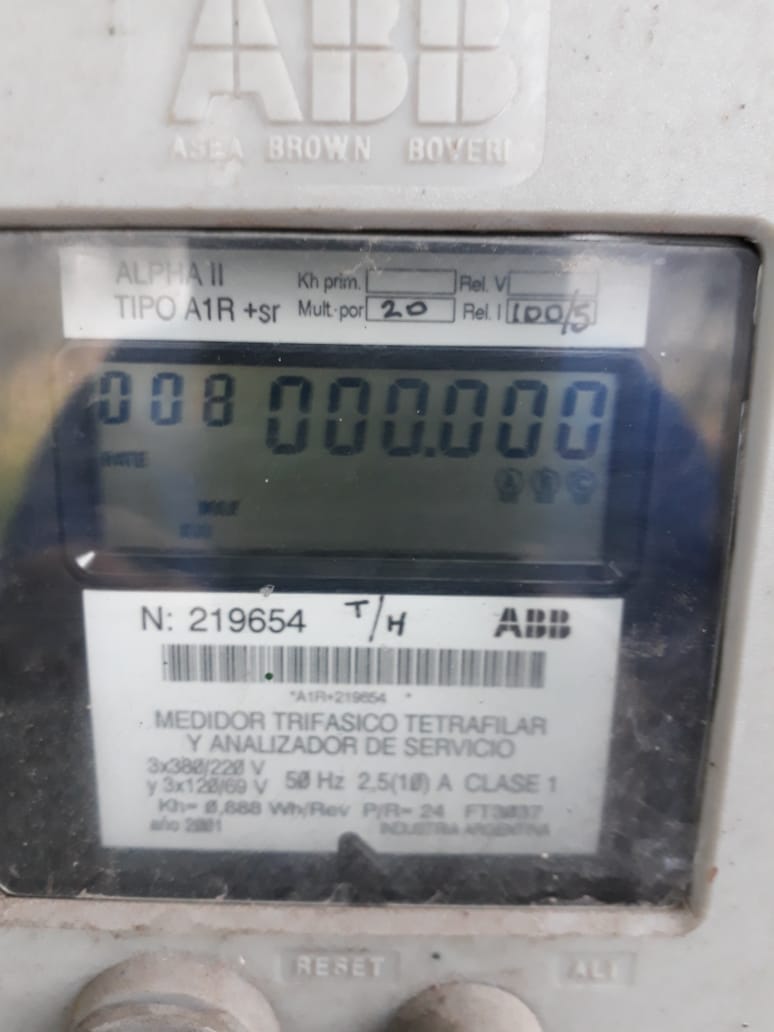 ABB
ASEA BROWN BOVERI
ALPHA II Kh prim. Rel. V
TIPO A1R +sr Mult. por 20 Rel. I 100/5
008 000.000
RATE
A B C
N: 219654 T/H ABB
*A1R+219654 *
MEDIDOR TRIFASICO TETRAFILAR
Y ANALIZADOR DE SERVICIO
3x380/220 V
y 3x120/69 V 50 Hz 2,5(10) A CLASE 1
Kh= 0,688 Wh/Rev P/R= 24 FT3037
año 2001 INDUSTRIA ARGENTINA
RESET ALT